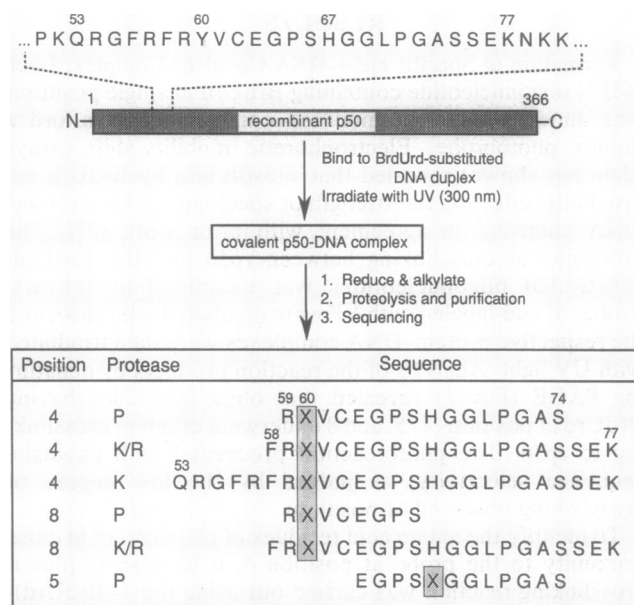 53 60 67 77
...PKQRGFRFRYVCEGPSHGGLPGASSEKNKK...
1 366
N C
recombinant p50
Bind to BrdUrd-substituted
DNA duplex
Irradiate with UV (300 nm)
covalent p50-DNA complex
1. Reduce & alkylate
2. Proteolysis and purification
3. Sequencing
Position Protease Sequence
59 60 74
4 P RXVCEGPSHGGLPGAS
58 77
4 K/R FRXVCEGPSHGGLPGASSEK
53
4 K QRGFRFRXVCEGPSHGGLPGASSEK
8 P RXVCEGPS
8 K/R FRXVCEGPSHGGLPGASSEK
5 P EGPSXGGLPGAS